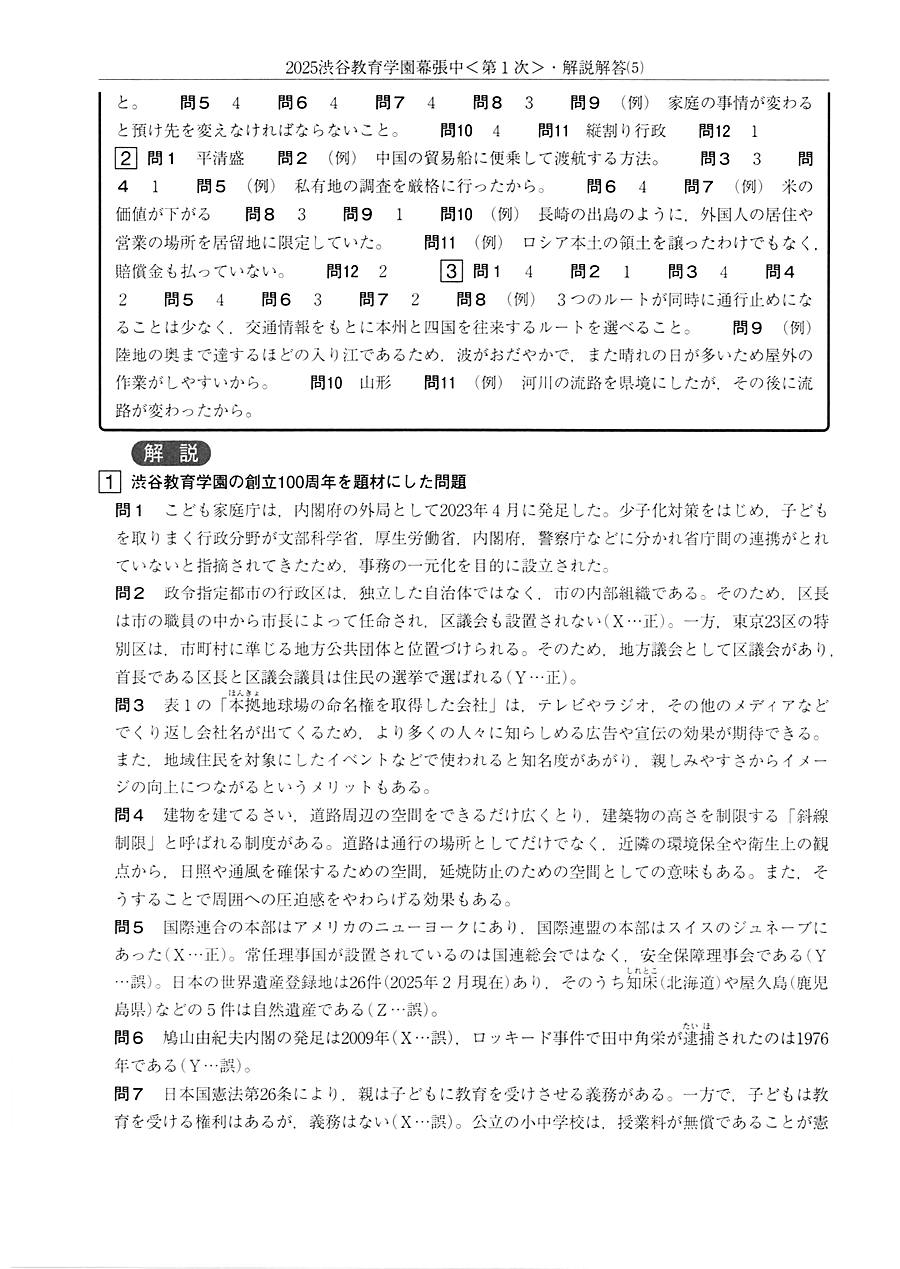 2025渋谷教育学園幕張中<第1次>・解説解答(5)
と。 問5 4 問6 4 問7 4 問8 3 問9 (例) 家庭の事情が変わる
と預け先を変えなければならないこと。 問10 4 問11 縦割り行政 問12 1
2 問1 平清盛 問2 (例) 中国の貿易船に便乗して渡航する方法。 問3 3 問
4 1 問5 (例) 私有地の調査を厳格に行ったから。 問6 4 問7 (例) 米の
価値が下がる 問8 3 問9 1 問10 (例) 長崎の出島のように，外国人の居住や
営業の場所を居留地に限定していた。 問11 (例) ロシア本土の領土を譲ったわけでもなく，
賠償金も払っていない。 問12 2 3 問1 4 問2 1 問3 4 問4
2 問5 4 問6 3 問7 2 問8 (例) 3つのルートが同時に通行止めにな
ることは少なく，交通情報をもとに本州と四国を往来するルートを選べること。 問9 (例)
陸地の奥まで達するほどの入り江であるため，波がおだやかで，また晴れの日が多いため屋外の
作業がしやすいから。 問10 山形 問11 (例) 河川の流路を県境にしたが，その後に流
路が変わったから。
解説
1 渋谷教育学園の創立100周年を題材にした問題
問1 こども家庭庁は，内閣府の外局として2023年4月に発足した。少子化対策をはじめ，子ども
を取りまく行政分野が文部科学省，厚生労働省，内閣府，警察庁などに分かれ省庁間の連携がとれ
ていないと指摘されてきたため，事務の一元化を目的に設立された。
問2 政令指定都市の行政区は，独立した自治体ではなく，市の内部組織である。そのため，区長
は市の職員の中から市長によって任命され，区議会も設置されない(X…正)。一方，東京23区の特
別区は，市町村に準じる地方公共団体と位置づけられる。そのため，地方議会として区議会があり，
首長である区長と区議会議員は住民の選挙で選ばれる(Y…正)。
ほんきょ
問3 表1の「本拠地球場の命名権を取得した会社」は，テレビやラジオ，その他のメディアなど
でくり返し会社名が出てくるため，より多くの人々に知らしめる広告や宣伝の効果が期待できる。
また，地域住民を対象にしたイベントなどで使われると知名度があがり，親しみやすさからイメー
ジの向上につながるというメリットもある。
問4 建物を建てるさい，道路周辺の空間をできるだけ広くとり，建築物の高さを制限する「斜線
制限」と呼ばれる制度がある。道路は通行の場所としてだけでなく，近隣の環境保全や衛生上の観
点から，日照や通風を確保するための空間，延焼防止のための空間としての意味もある。また，そ
うすることで周囲への圧迫感をやわらげる効果もある。
問5 国際連合の本部はアメリカのニューヨークにあり，国際連盟の本部はスイスのジュネーブに
あった(X…正)。常任理事国が設置されているのは国連総会ではなく，安全保障理事会である(Y
しれとこ
…誤)。日本の世界遺産登録地は26件(2025年2月現在)あり，そのうち知床(北海道)や屋久島(鹿児
島県)などの5件は自然遺産である(Z…誤)。
たいほ
問6 鳩山由紀夫内閣の発足は2009年(X…誤)，ロッキード事件で田中角栄が逮捕されたのは1976
年である(Y…誤)。
問7 日本国憲法第26条により，親は子どもに教育を受けさせる義務がある。一方で，子どもは教
育を受ける権利はあるが，義務はない(X…誤)。公立の小中学校は，授業料が無償であることが憲